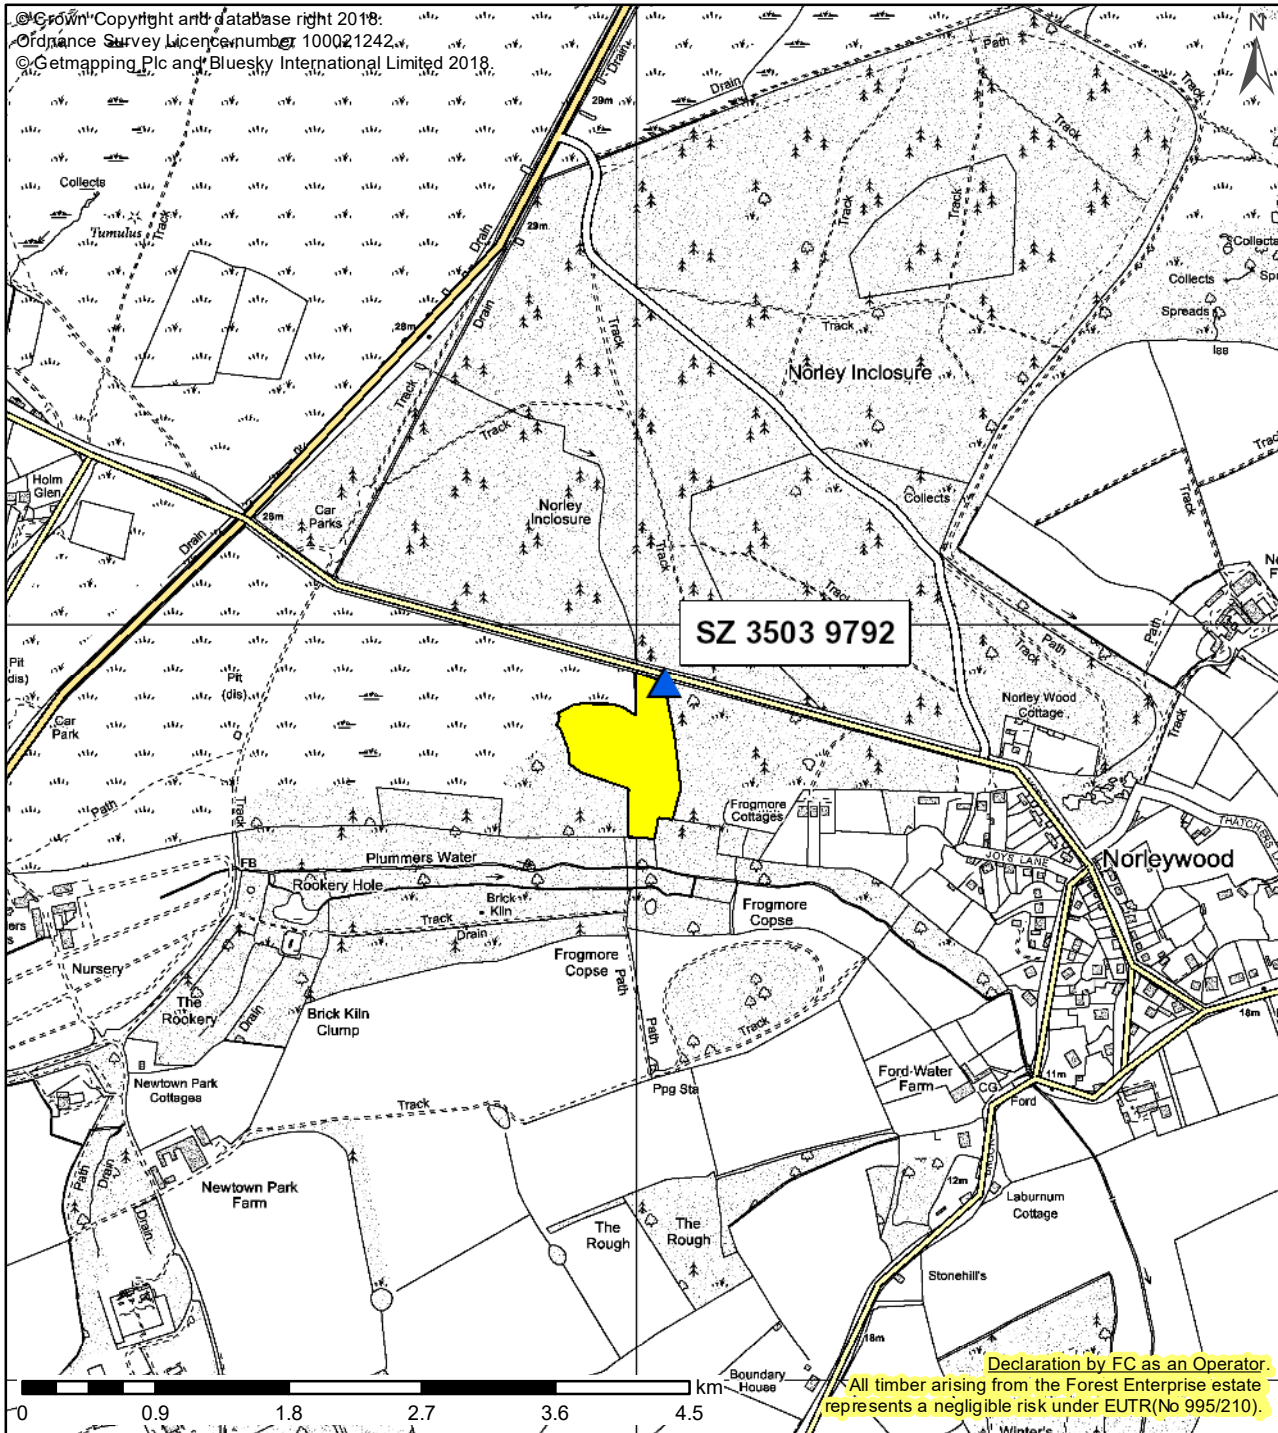 © Crown Copyright and database right 2018.
Ordnance Survey Licence number 100021242.
© Getmapping Plc and Bluesky International Limited 2018.
N
Drain
Path
Drain
29m
Track
Track
Collects
Tumulus
Track
Drain
29m
Track
Track
Collects
Collects
Spreads
Iss
Drain
28m
Track
Track
Norley Inclosure
Track
Track
Holm
Glen
Car
Parks
26m
Drain
Norley
Inclosure
Collects
Track
Track
Track
Path
Path
Track
SZ 3503 9792
Pit
(dis)
Pit
dis)
Car
Park
Norley Wood
Cottage
Track
Path
Track
Frogmore
Cottages
THATCHERS
JOYS LANE
Norleywood
FB
Plummers Water
Rookery Hole
Brick
Kiln
Track
Drain
Frogmore
Copse
Frogmore
Copse
Nursery
The
Rookery
Drain
Brick Kiln
Clump
Path
Path
Track
18m
Newtown Park
Cottages
Ppg Sta
Ford Water
Farm
CG
11m
Ford
Track
Path
Drain
Newtown Park
Farm
Drain
12m
Laburnum
Cottage
The
Rough
The
Rough
Stonehill's
18m
Boundary
House
Winter's
km
0 0.9 1.8 2.7 3.6 4.5
Declaration by FC as an Operator.
All timber arising from the Forest Enterprise estate
represents a negligible risk under EUTR(No 995/210).